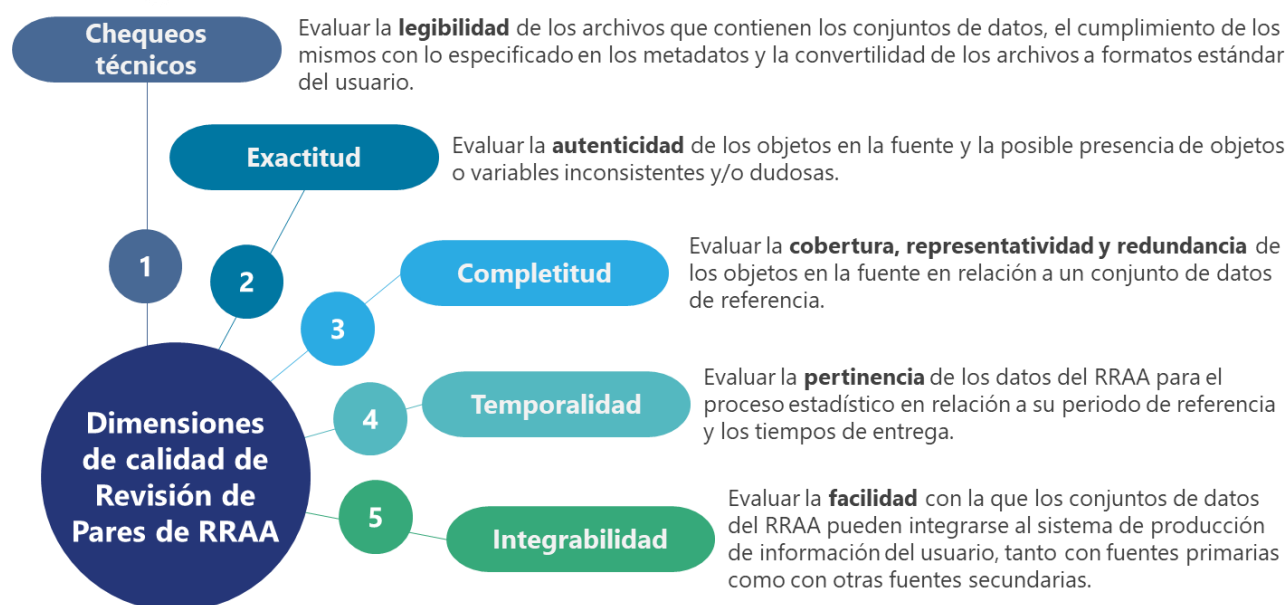 Chequeos
técnicos
Evaluar la legibilidad de los archivos que contienen los conjuntos de datos, el cumplimiento de los
mismos con lo especificado en los metadatos y la convertilidad de los archivos a formatos estándar
del usuario.
Exactitud
Evaluar la autenticidad de los objetos en la fuente y la posible presencia de objetos
o variables inconsistentes y/o dudosas.
1
2
Completitud
Evaluar la cobertura, representatividad y redundancia de
los objetos en la fuente en relación a un conjunto de datos
de referencia.
3
Temporalidad
Evaluar la pertinencia de los datos del RRAA para el
proceso estadístico en relación a su periodo de referencia
y los tiempos de entrega.
4
Dimensiones
de calidad de
Revisión de
Pares de RRAA
5
Integrabilidad
Evaluar la facilidad con la que los conjuntos de datos
del RRAA pueden integrarse al sistema de producción
de información del usuario, tanto con fuentes primarias
como con otras fuentes secundarias.